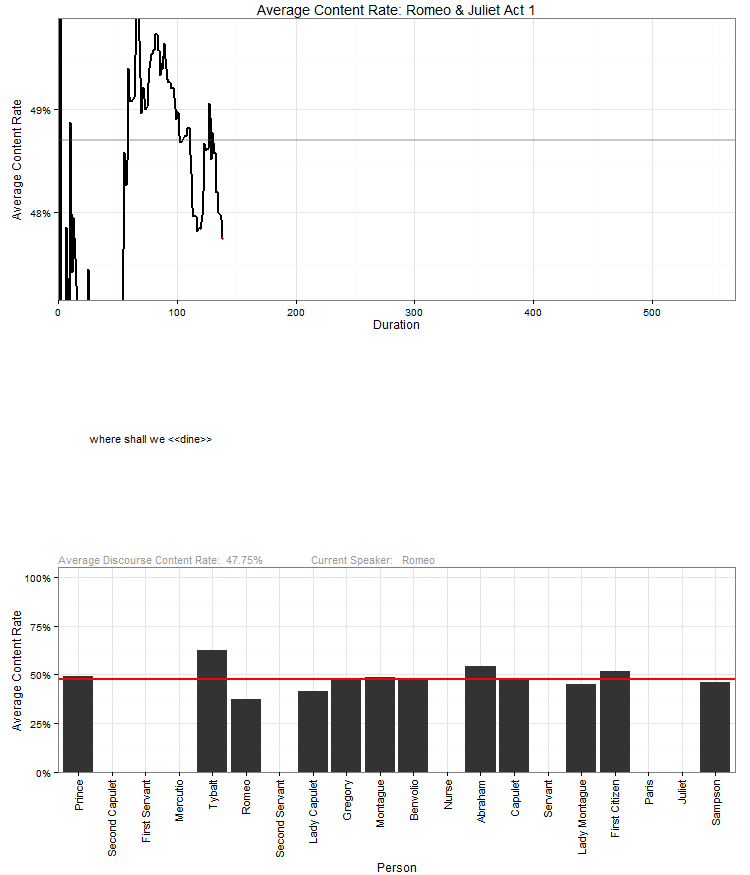 Average Content Rate: Romeo & Juliet Act 1
Average Content Rate
49%
48%
0 100 200 300 400 500
Duration
where shall we <<dine>>
Average Discourse Content Rate: 47.75% Current Speaker: Romeo
Average Content Rate
100%
75%
50%
25%
0%
Prince
Second Capulet
First Servant
Mercutio
Tybalt
Romeo
Second Servant
Lady Capulet
Gregory
Montague
Benvolio
Nurse
Abraham
Capulet
Servant
Lady Montague
First Citizen
Paris
Juliet
Sampson
Person